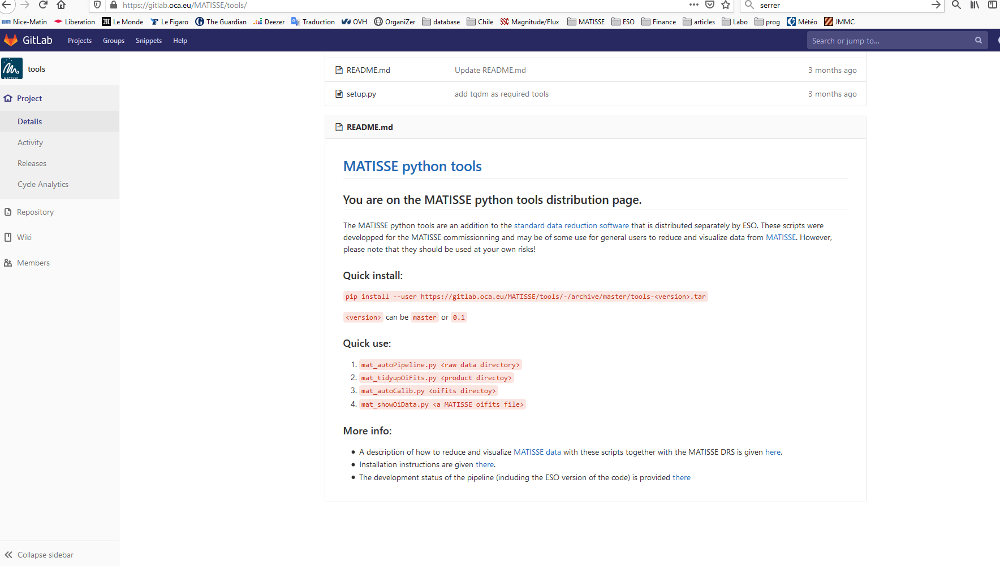 https://gitlab.oca.eu/MATISSE/tools/
serrer
nm Nice-Matin Liberation M Le Monde Le Figaro The Guardian Deezer Traduction OVH OrganiZer database Chile SSC Magnitude/Flux MATISSE ESO Finance articles Labo prog Météo JMMC
GitLab Projects Groups Snippets Help Search or jump to...
MATISSE
tools
Project
Details
Activity
Releases
Cycle Analytics
Repository
Wiki
Members
Collapse sidebar
README.md Update README.md 3 months ago
setup.py add tqdm as required tools 3 months ago
README.md
MATISSE python tools
You are on the MATISSE python tools distribution page.
The MATISSE python tools are an addition to the standard data reduction software that is distributed separately by ESO. These scripts were
developped for the MATISSE commissionning and may be of some use for general users to reduce and visualize data from MATISSE. However,
please note that they should be used at your own risks!
Quick install:
pip install --user https://gitlab.oca.eu/MATISSE/tools/-/archive/master/tools-<version>.tar
<version> can be master or 0.1
Quick use:
1. mat_autoPipeline.py <raw data directory>
2. mat_tidyupOiFits.py <product directoy>
3. mat_autoCalib.py <oifits directoy>
4. mat_showOiData.py <a MATISSE oifits file>
More info:
• A description of how to reduce and visualize MATISSE data with these scripts together with the MATISSE DRS is given here.
• Installation instructions are given there.
• The development status of the pipeline (including the ESO version of the code) is provided there